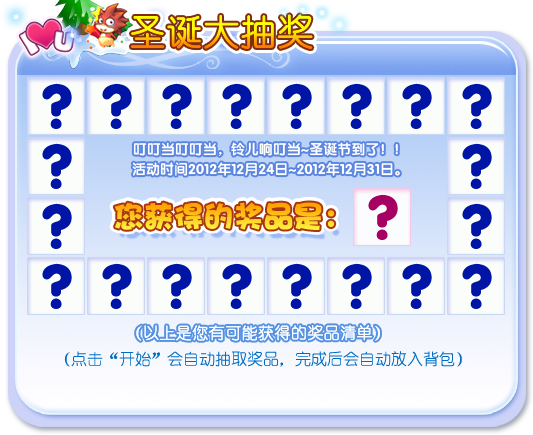 I U
圣诞大抽奖
? ? ? ? ? ? ? ?
? ?
叮叮当叮叮当，铃儿响叮当~圣诞节到了！！
活动时间2012年12月24日~2012年12月31日。
您获得的奖品是： ?
? ?
? ? ? ? ? ? ? ?
(以上是您有可能获得的奖品清单)
(点击“开始”会自动抽取奖品，完成后会自动放入背包)